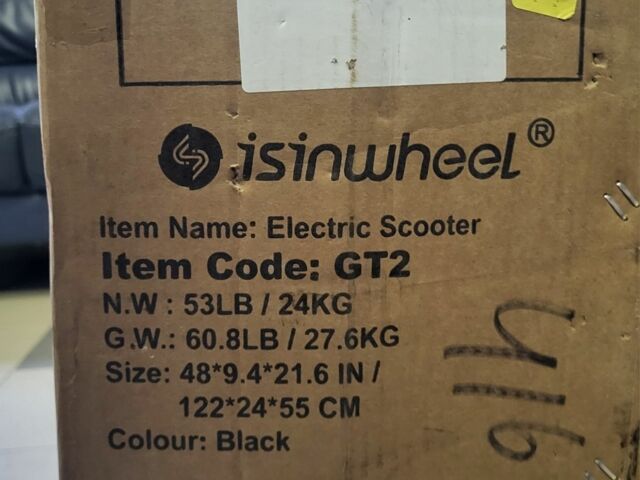 isinwheel®
Item Name: Electric Scooter
Item Code: GT2
N.W : 53LB / 24KG
G.W.: 60.8LB / 27.6KG
Size: 48*9.4*21.6 IN /
122*24*55 CM
Colour: Black